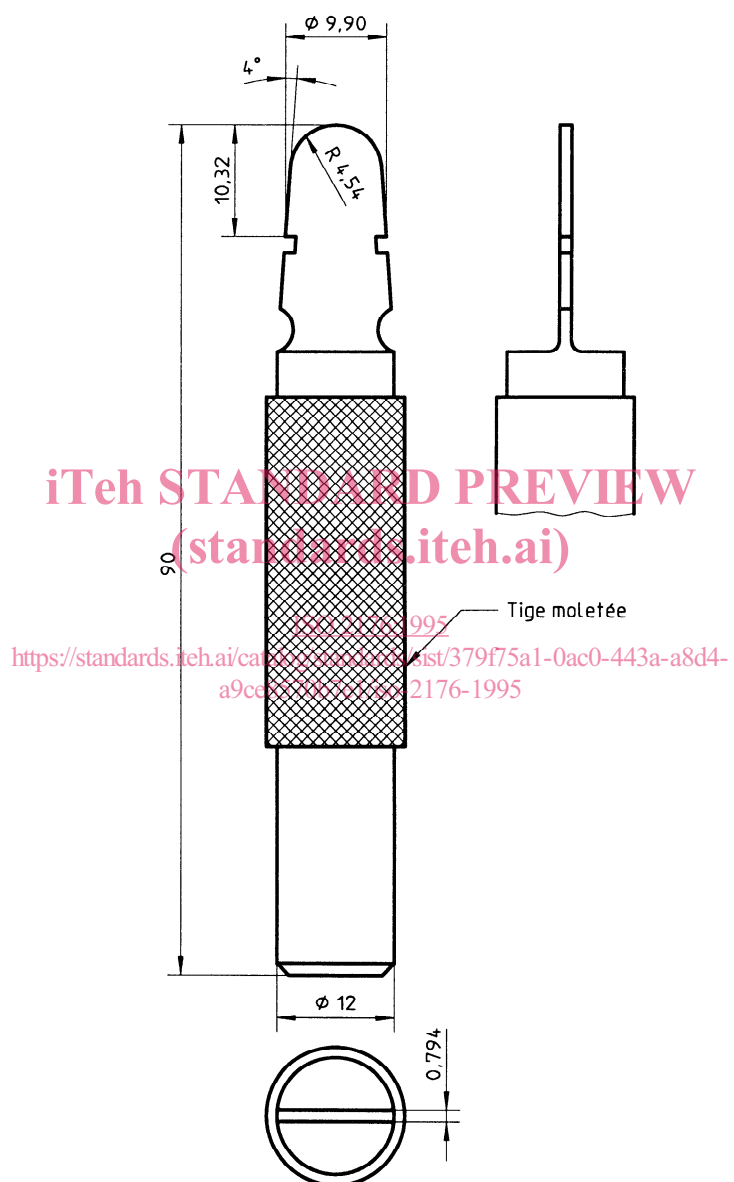 ϕ 9,90
4°
10,32
R 4,54
iTeh STANDARD PREVIEW
(standards.iteh.ai)
90
Tige moletée
ISO 2176:1995
https://standards.iteh.ai/catalog/standards/sist/379f75a1-0ac0-443a-a8d4-
a9ce8570b7e1/iso-2176-1995
ϕ 12
0,794